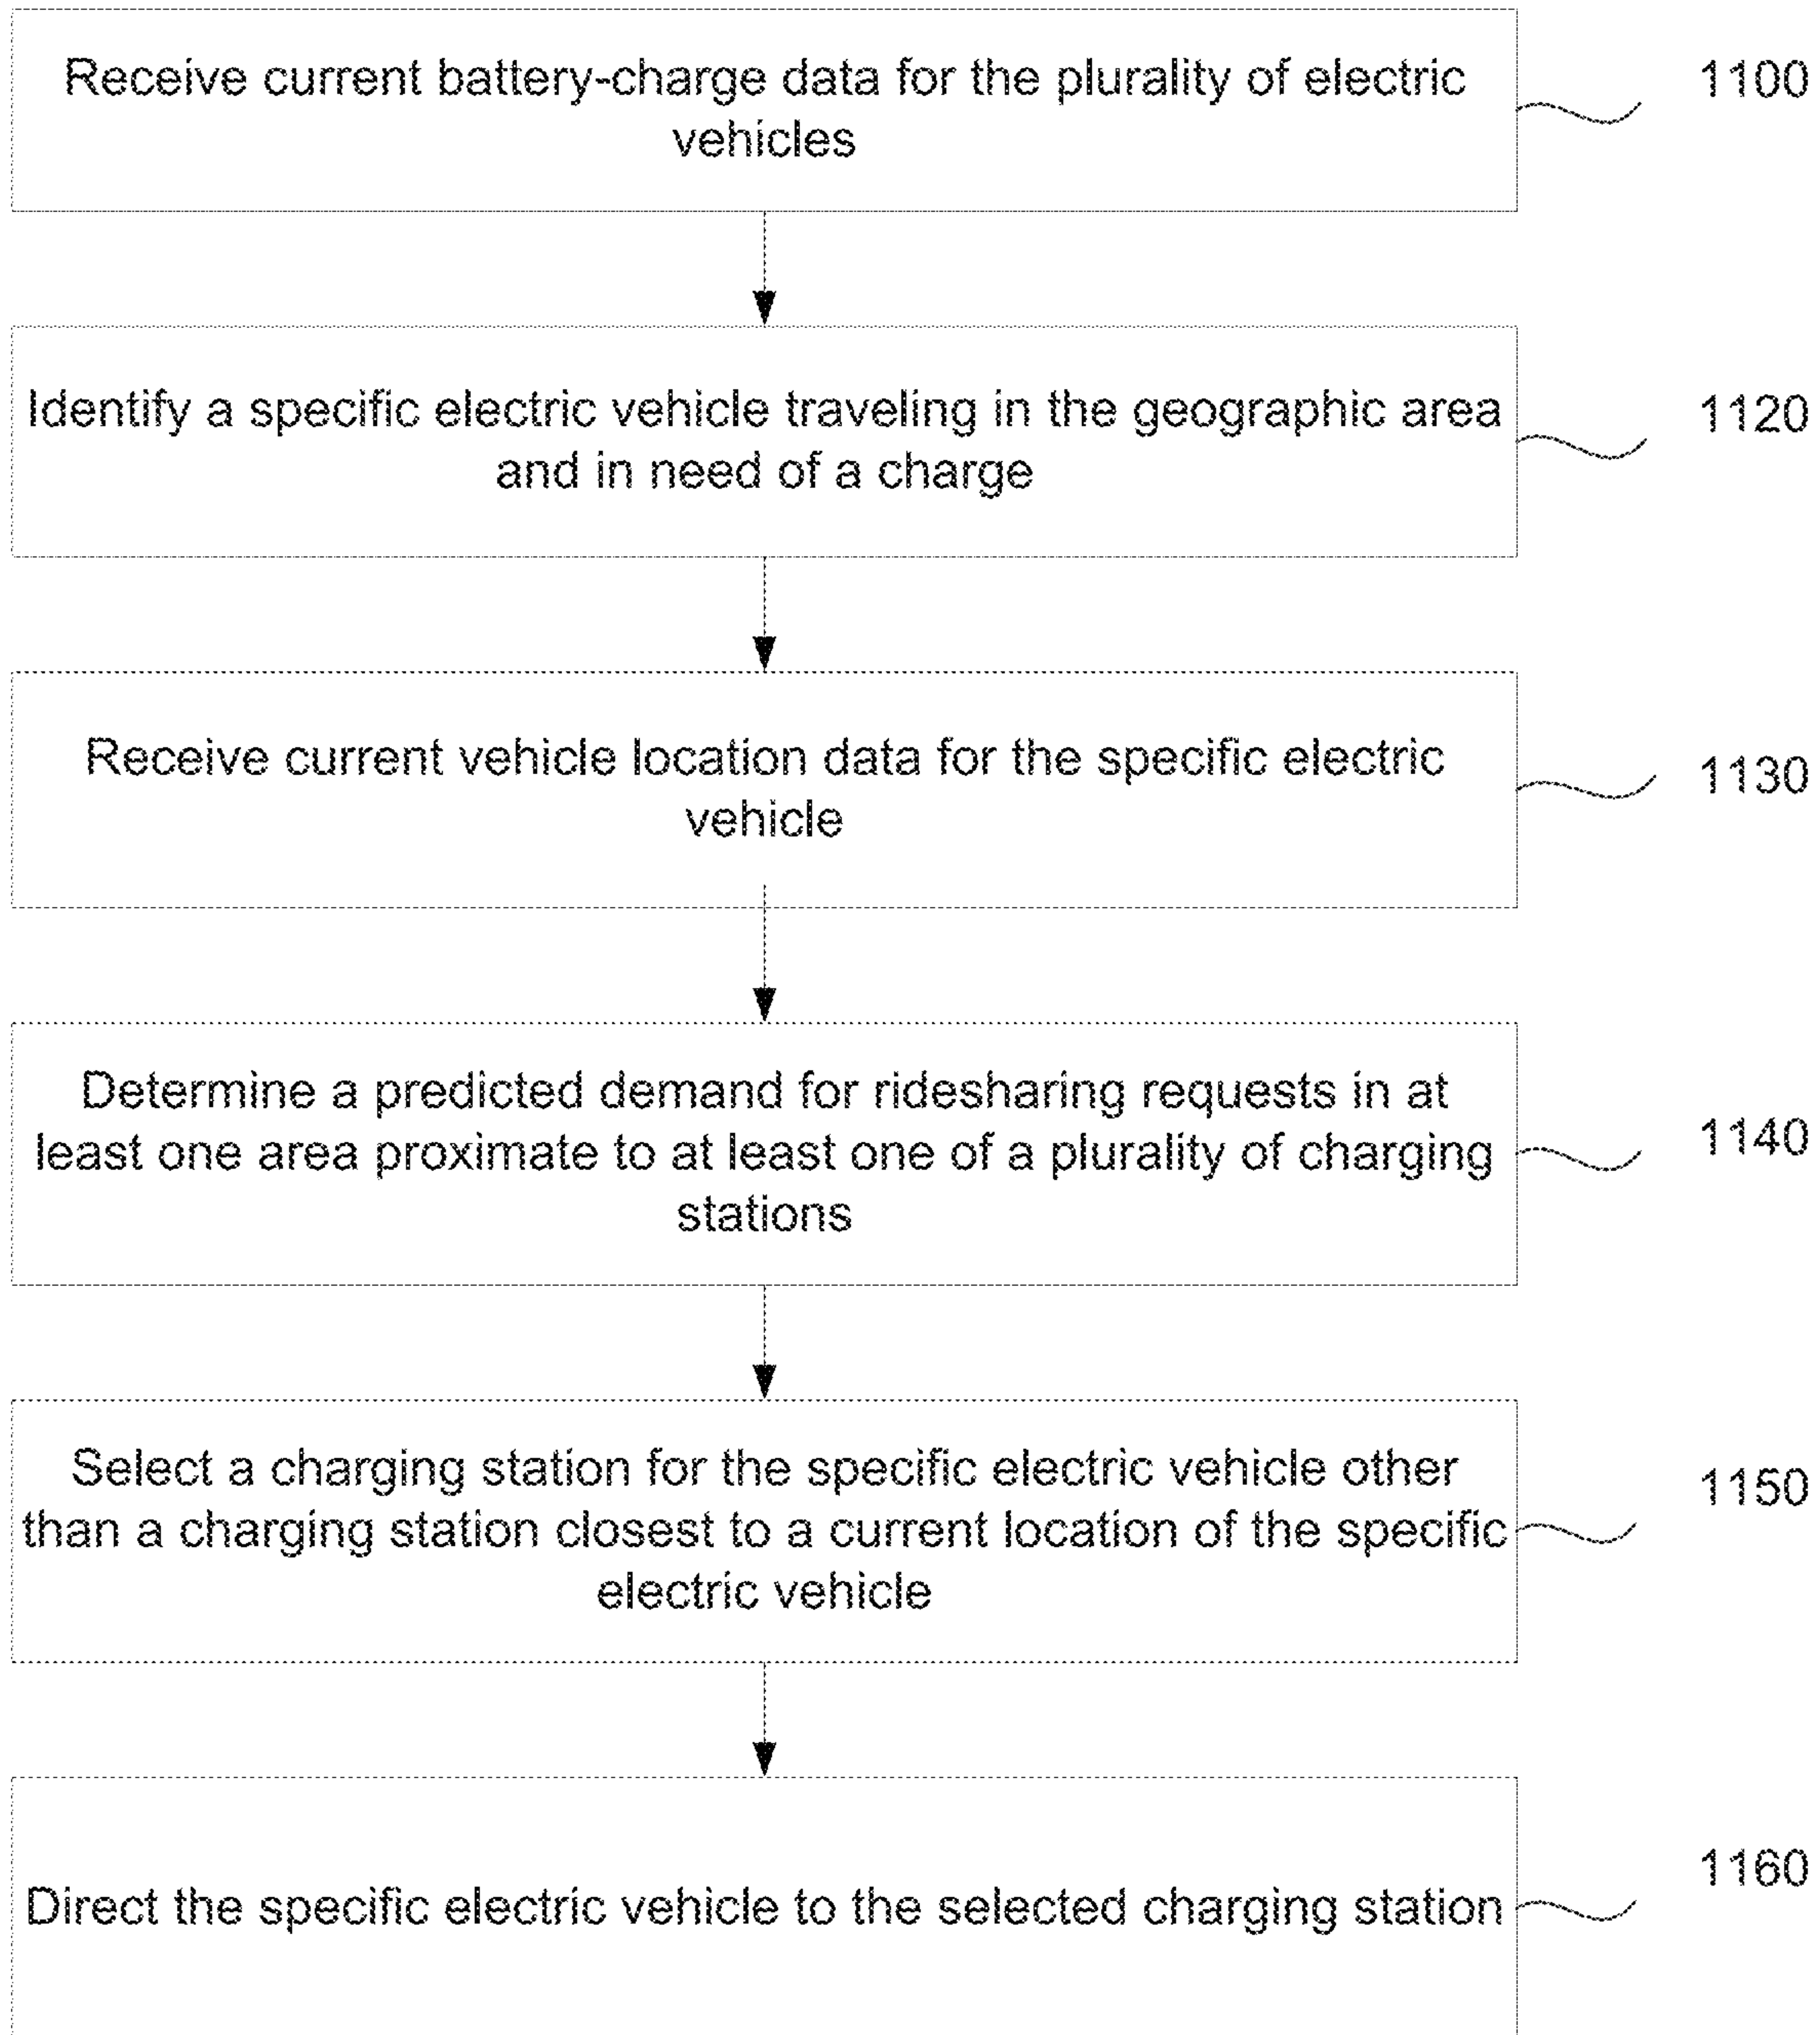 Receive current battery-charge data for the plurality of electric
vehicles
1100
Identify a specific electric vehicle traveling in the geographic area
and in need of a charge
1120
Receive current vehicle location data for the specific electric
vehicle
1130
Determine a predicted demand for ridesharing requests in at
least one area proximate to at least one of a plurality of charging
stations
1140
Select a charging station for the specific electric vehicle other
than a charging station closest to a current location of the specific
electric vehicle
1150
Direct the specific electric vehicle to the selected charging station
1160